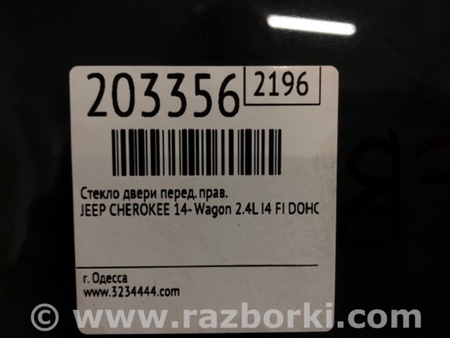 203356
2196
Стекло двери перед. прав.
JEEP CHEROKEE 14- Wagon 2.4L I4 FI DOHC
г. Одесса
www.3234444.com
© www.razborki.com